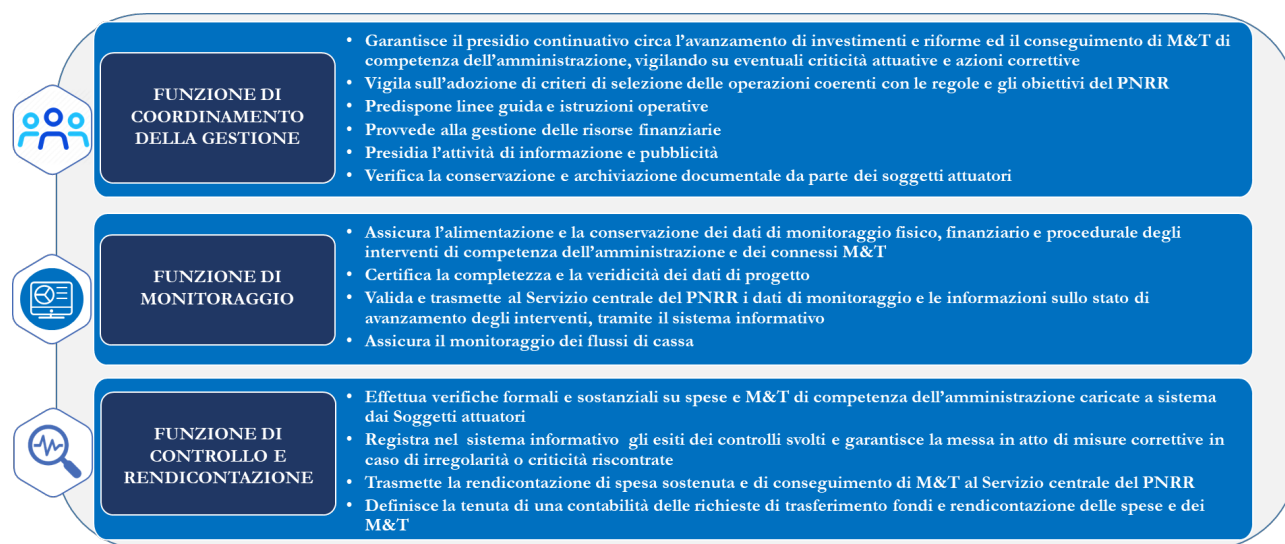 FUNZIONE DI
COORDINAMENTO
DELLA GESTIONE
• Garantisce il presidio continuativo circa l'avanzamento di investimenti e riforme ed il conseguimento di M&T di
competenza dell'amministrazione, vigilando su eventuali criticità attuative e azioni correttive
• Vigila sull'adozione di criteri di selezione delle operazioni coerenti con le regole e gli obiettivi del PNRR
• Predispone linee guida e istruzioni operative
• Provvede alla gestione delle risorse finanziarie
• Presidia l'attività di informazione e pubblicità
• Verifica la conservazione e archiviazione documentale da parte dei soggetti attuatori
FUNZIONE DI
MONITORAGGIO
• Assicura l'alimentazione e la conservazione dei dati di monitoraggio fisico, finanziario e procedurale degli
interventi di competenza dell'amministrazione e dei connessi M&T
• Certifica la completezza e la veridicità dei dati di progetto
• Valida e trasmette al Servizio centrale del PNRR i dati di monitoraggio e le informazioni sullo stato di
avanzamento degli interventi, tramite il sistema informativo
• Assicura il monitoraggio dei flussi di cassa
FUNZIONE DI
CONTROLLO E
RENDICONTAZIONE
• Effettua verifiche formali e sostanziali su spese e M&T di competenza dell'amministrazione caricate a sistema
dai Soggetti attuatori
• Registra nel sistema informativo gli esiti dei controlli svolti e garantisce la messa in atto di misure correttive in
caso di irregolarità o criticità riscontrate
• Trasmette la rendicontazione di spesa sostenuta e di conseguimento di M&T al Servizio centrale del PNRR
• Definisce la tenuta di una contabilità delle richieste di trasferimento fondi e rendicontazione delle spese e dei
M&T